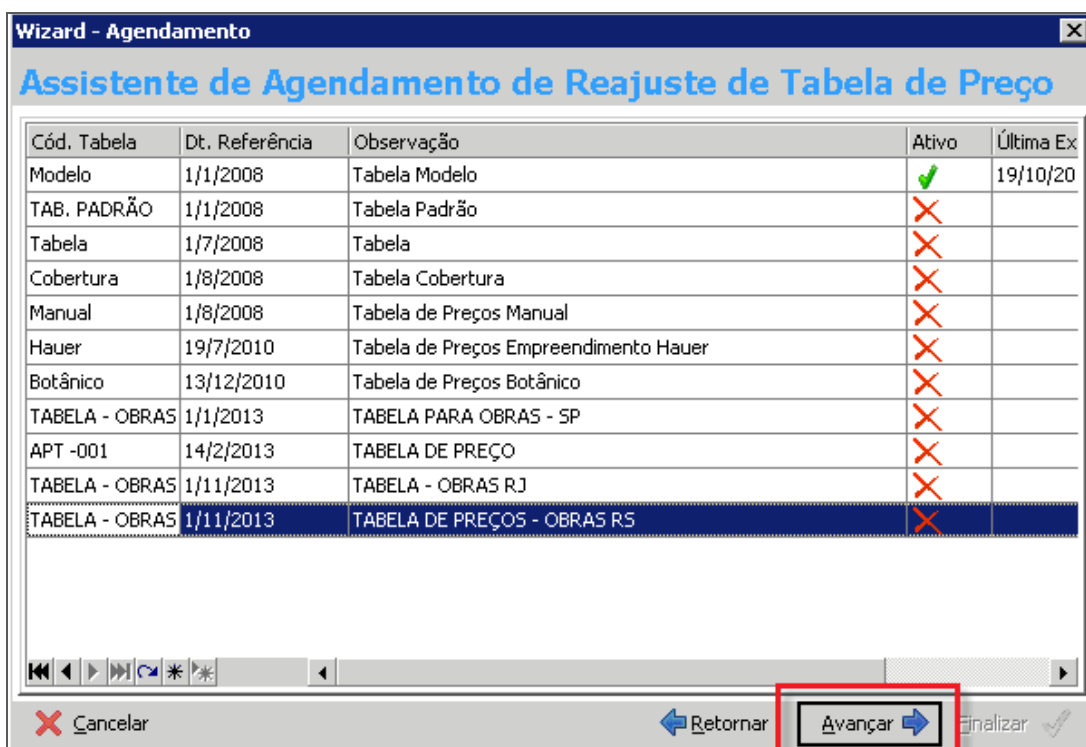 Wizard - Agendamento
Assistente de Agendamento de Reajuste de Tabela de Preço
Cód. Tabela Dt. Referência Observação Ativo Última Ex
Modelo 1/1/2008 Tabela Modelo 19/10/20
TAB. PADRÃO 1/1/2008 Tabela Padrão
Tabela 1/7/2008 Tabela
Cobertura 1/8/2008 Tabela Cobertura
Manual 1/8/2008 Tabela de Preços Manual
Hauer 19/7/2010 Tabela de Preços Empreendimento Hauer
Botânico 13/12/2010 Tabela de Preços Botânico
TABELA - OBRAS 1/1/2013 TABELA PARA OBRAS - SP
APT -001 14/2/2013 TABELA DE PREÇO
TABELA - OBRAS 1/11/2013 TABELA - OBRAS RJ
TABELA - OBRAS 1/11/2013 TABELA DE PREÇOS - OBRAS RS
Cancelar Retornar Avançar Finalizar